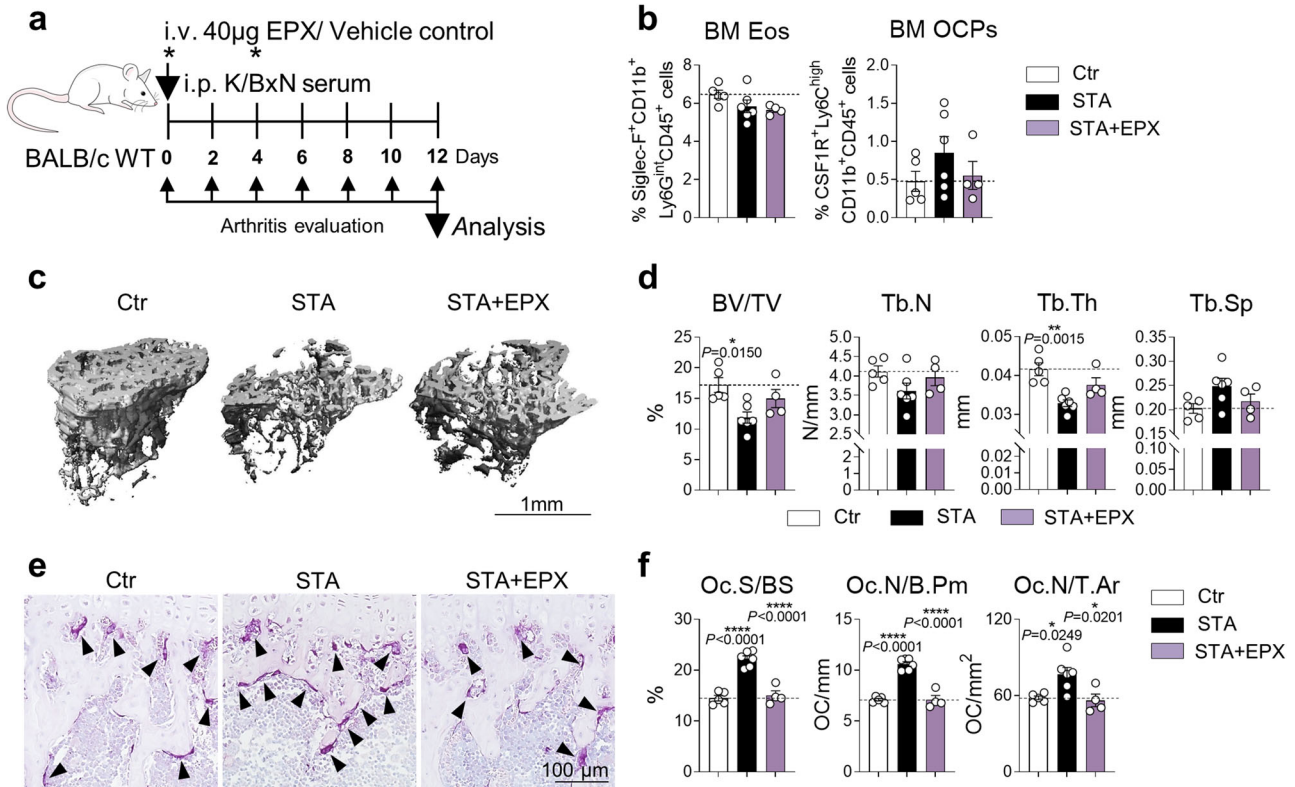 a
i.v. 40µg EPX/ Vehicle control
* *
i.p. K/BxN serum
BALB/c WT 0 2 4 6 8 10 12 Days
Arthritis evaluation
Analysis
b
BM Eos
% Siglec-F+CD11b+
Ly6GintCD45+ cells
8
6
4
2
0
BM OCPs
% CSF1R+Ly6Chigh
CD11b+CD45+ cells
2.0
1.5
1.0
0.5
0.0
Ctr
STA
STA+EPX
c
Ctr STA STA+EPX
1mm
d
BV/TV
%
25
20
15
10
5
0
*
P=0.0150
Tb.N
N/mm
5.0
4.5
4.0
3.5
3.0
2.5
2
1
0
Tb.Th
mm
0.05
0.04
0.03
0.02
0.01
0.00
**
P=0.0015
Tb.Sp
mm
0.35
0.30
0.25
0.20
0.15
0.10
0.05
0.00
Ctr STA STA+EPX
e
Ctr STA STA+EPX
100 µm
f
Oc.S/BS
%
30
20
10
0
****
P<0.0001
****
P<0.0001
Oc.N/B.Pm
OC/mm
15
10
5
0
****
P<0.0001
****
P<0.0001
Oc.N/T.Ar
OC/mm2
120
60
0
*
P=0.0249
*
P=0.0201
Ctr
STA
STA+EPX